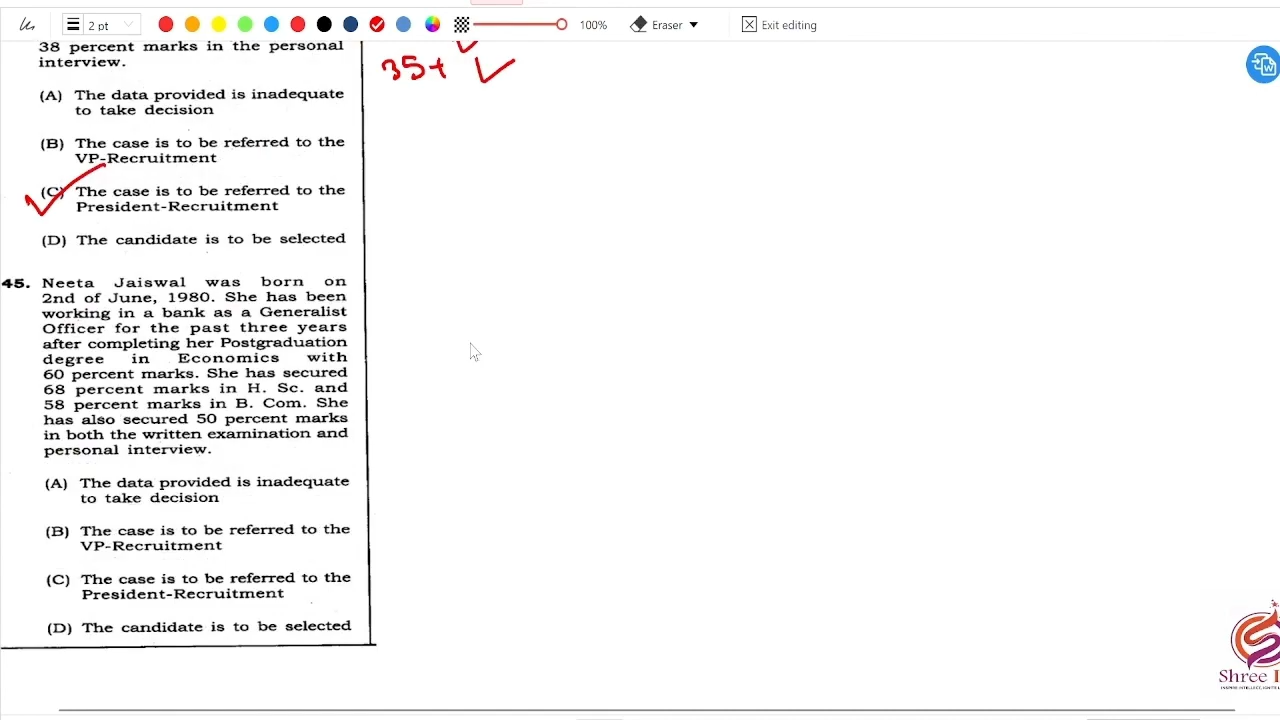 2 pt
100%
Eraser
Exit editing
38 percent marks in the personal
interview.
35+
(A) The data provided is inadequate
to take decision
(B) The case is to be referred to the
VP-Recruitment
(C) The case is to be referred to the
President-Recruitment
(D) The candidate is to be selected
45. Neeta Jaiswal was born on
2nd of June, 1980. She has been
working in a bank as a Generalist
Officer for the past three years
after completing her Postgraduation
degree in Economics with
60 percent marks. She has secured
68 percent marks in H. Sc. and
58 percent marks in B. Com. She
has also secured 50 percent marks
in both the written examination and
personal interview.
(A) The data provided is inadequate
to take decision
(B) The case is to be referred to the
VP-Recruitment
(C) The case is to be referred to the
President-Recruitment
(D) The candidate is to be selected
Shree